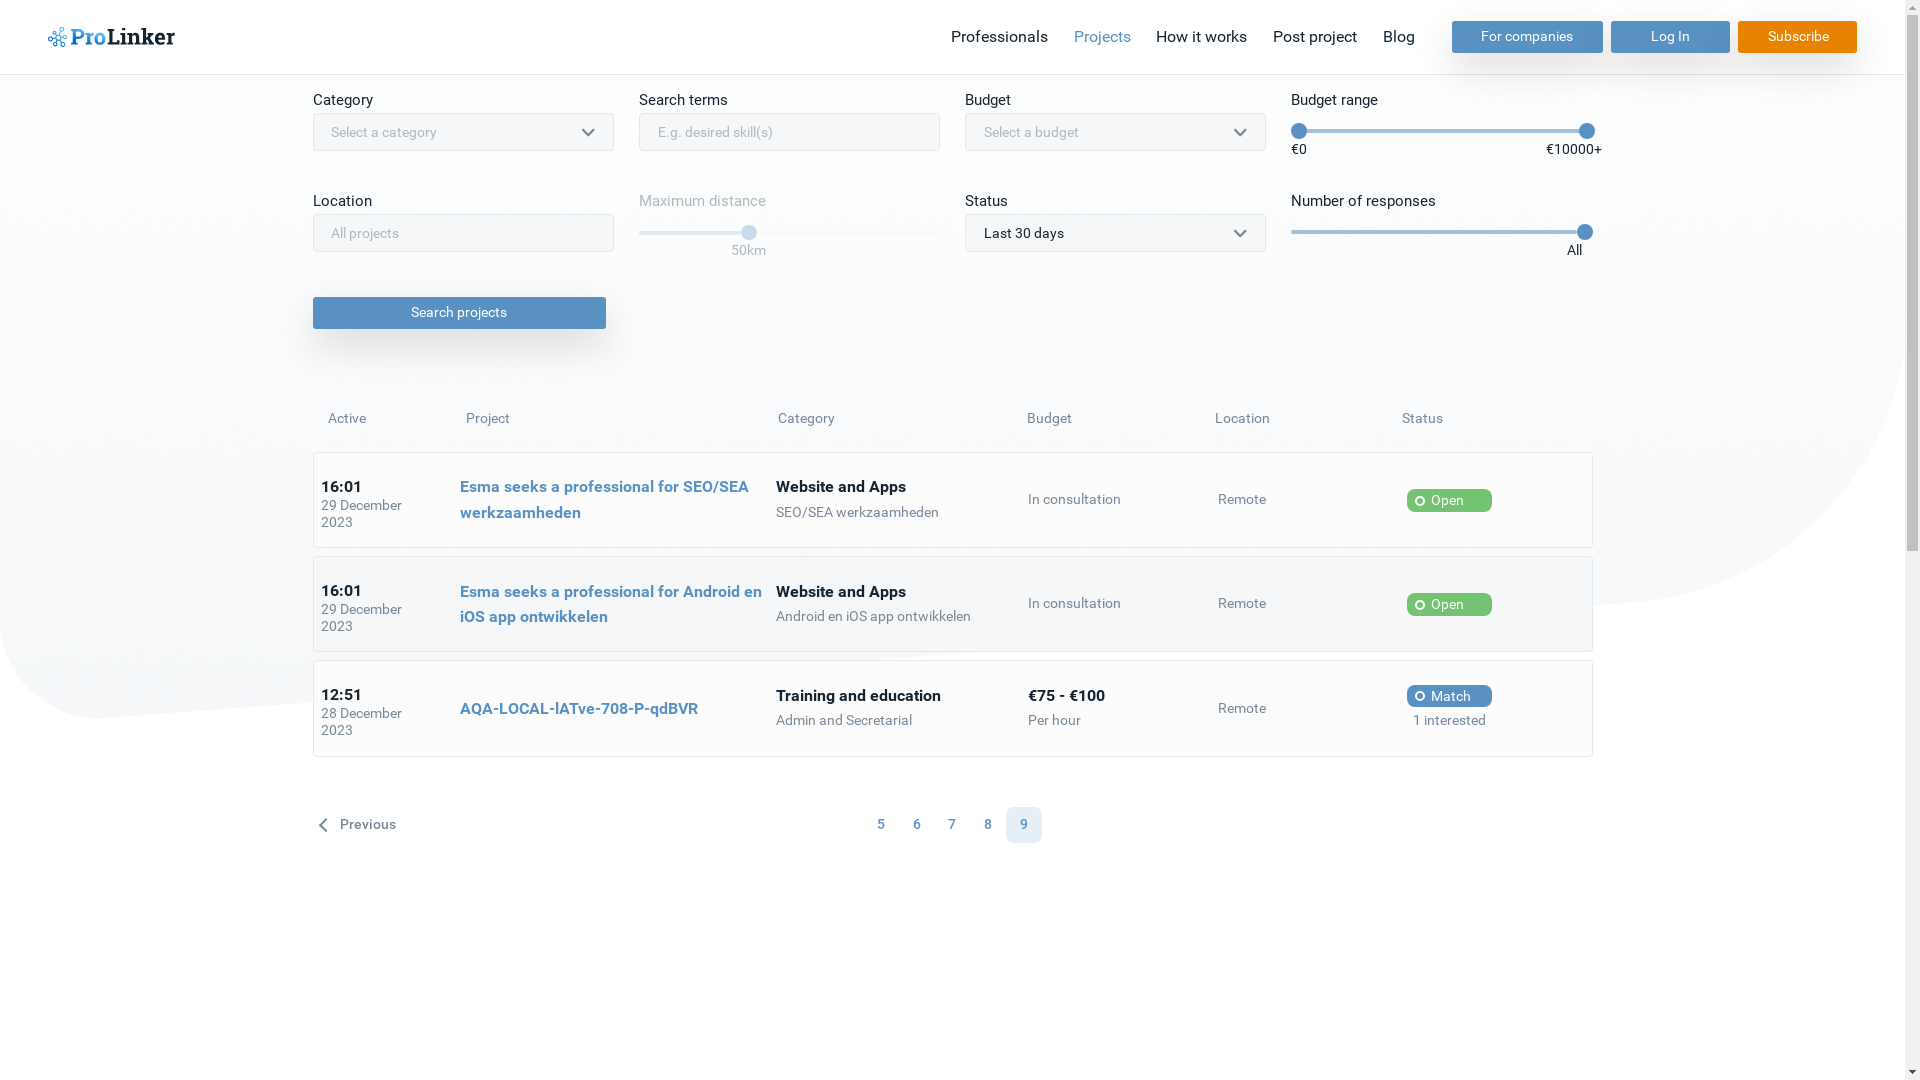 ProLinker
Professionals
Projects
How it works
Post project
Blog
For companies
Log In
Subscribe
Category
Search terms
Budget
Budget range
Select a category
E.g. desired skill(s)
Select a budget
€0
€10000+
Location
Maximum distance
Status
Number of responses
All projects
50km
Last 30 days
All
Search projects
Active
Project
Category
Budget
Location
Status
16:01
29 December
2023
Esma seeks a professional for SEO/SEA
werkzaamheden
Website and Apps
SEO/SEA werkzaamheden
In consultation
Remote
Open
16:01
29 December
2023
Esma seeks a professional for Android en
iOS app ontwikkelen
Website and Apps
Android en iOS app ontwikkelen
In consultation
Remote
Open
12:51
28 December
2023
AQA-LOCAL-lATve-708-P-qdBVR
Training and education
Admin and Secretarial
€75 - €100
Per hour
Remote
Match
1 interested
Previous
5
6
7
8
9